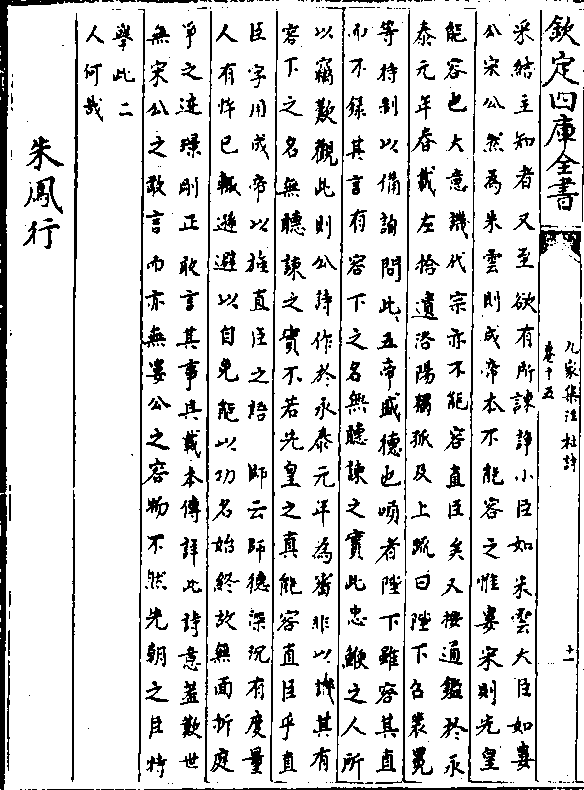 欽定四庫全書
九家集注杜詩
卷十五
十一
采結主知者又至欲有所諫諍小臣如朱雲大臣如婁
公宋公然為朱雲則成帝本不能容之惟婁宋則先皇
能容也大意譏代宗亦不能容直臣矣又按通鑑於永
泰元年春載左拾遺洛陽獨孤及上疏曰陛下召裴冕
等待制以備詢問此五帝盛德也頃者陛下雖容其直
而不録其言有容下之名無聽諫之實此忠鯁之人所
以竊歎觀此則公詩作於永泰元年為審非以譏其有
容下之名無聽諫之實不若先皇之真能容直臣乎直
臣字用成帝以旌直臣之語 師云師德深沉有度量
人有忤已輒遜避以自免能以功名始終故無面折庭
爭之迹璟剛正敢言其事具載本傳詳此詩意蓋歎世
無宋公之敢言而亦無婁公之容物不然先朝之臣特
舉此二
人何哉
朱鳳行